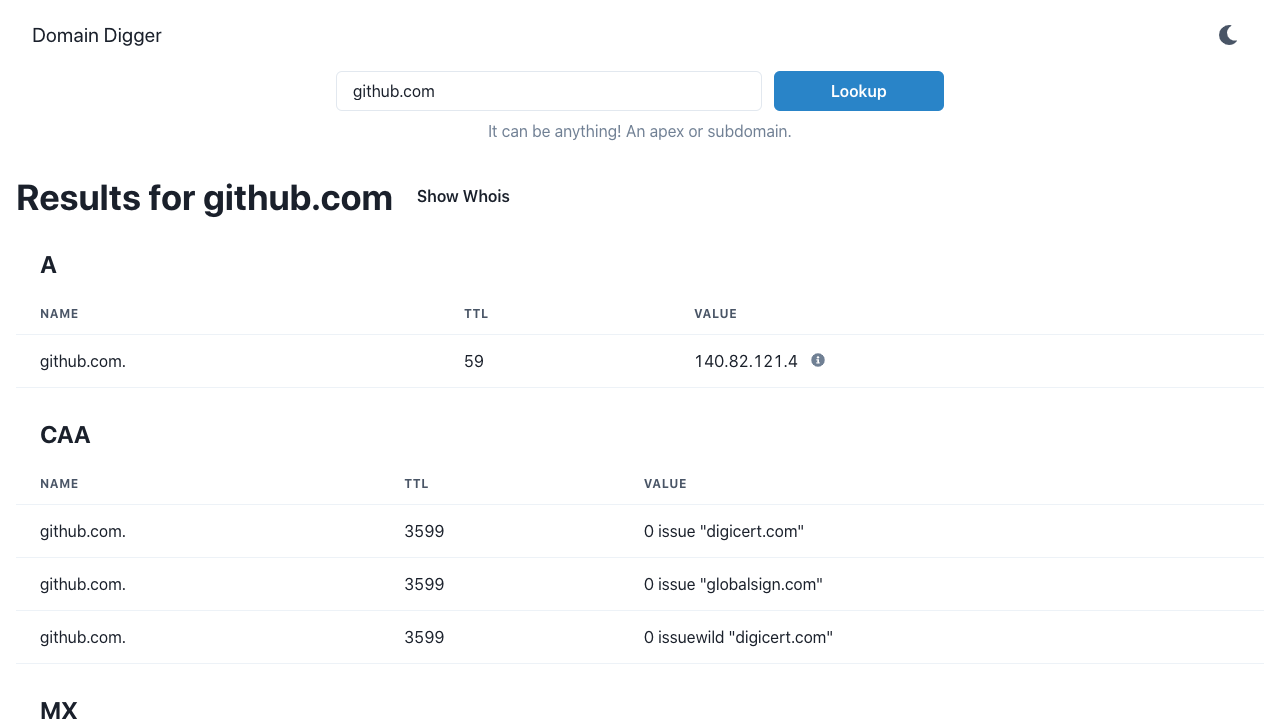 Domain Digger
github.com Lookup
It can be anything! An apex or subdomain.
Results for github.com Show Whois
A
NAME TTL VALUE
github.com. 59 140.82.121.4
CAA
NAME TTL VALUE
github.com. 3599 0 issue "digicert.com"
github.com. 3599 0 issue "globalsign.com"
github.com. 3599 0 issuewild "digicert.com"
MX